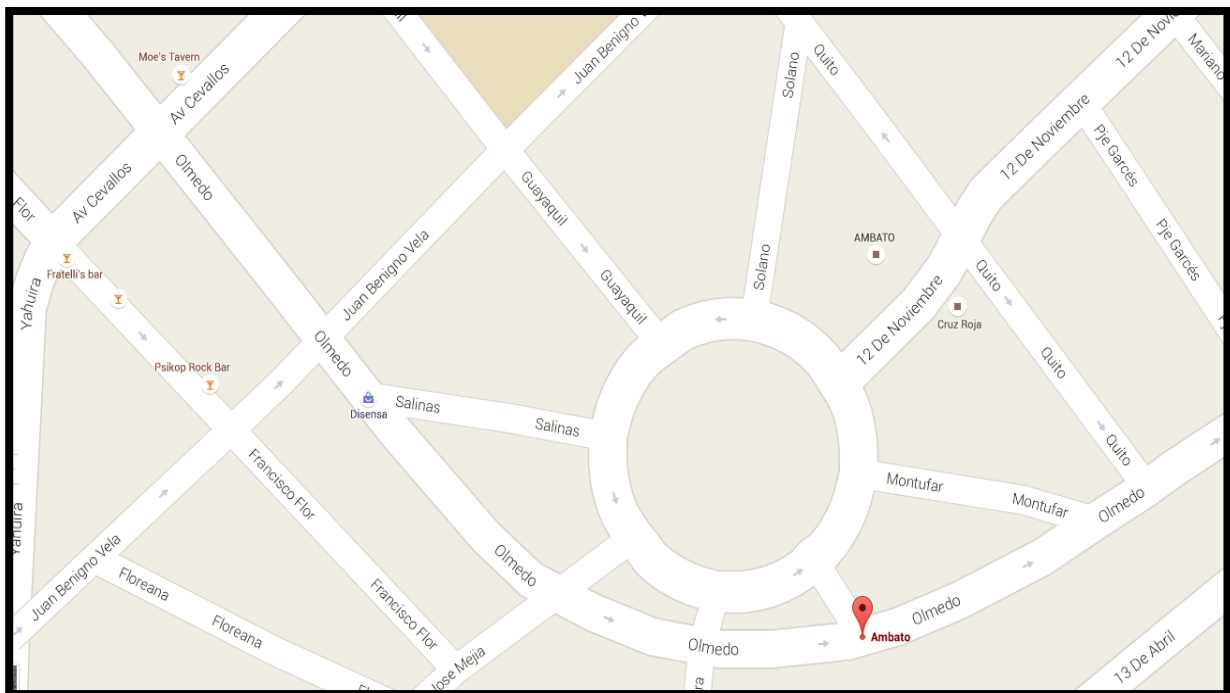 Moe's Tavern
Av Cevallos
Juan Benigno
Solano
Quito
12 De Novie
Mariano
12 De Noviembre
Pje Garcés
Olmedo
Av Cevallos
Flor
Guayaquil
Pje Garcés
Juan Benigno Vela
Solano
AMBATO
Quito
Fratelli's bar
Yahuira
Guayaquil
12 De Noviembre
Cruz Roja
Olmedo
Quito
Psikop Rock Bar
Disensa
Salinas
Salinas
Quito
Francisco Flor
Montufar
Montufar
Olmedo
Yahuira
Juan Benigno Vela
Floreana
Olmedo
Francisco Flor
Floreana
Olmedo
Olmedo
Ambato
Jose Mejia
ira
13 De Abril